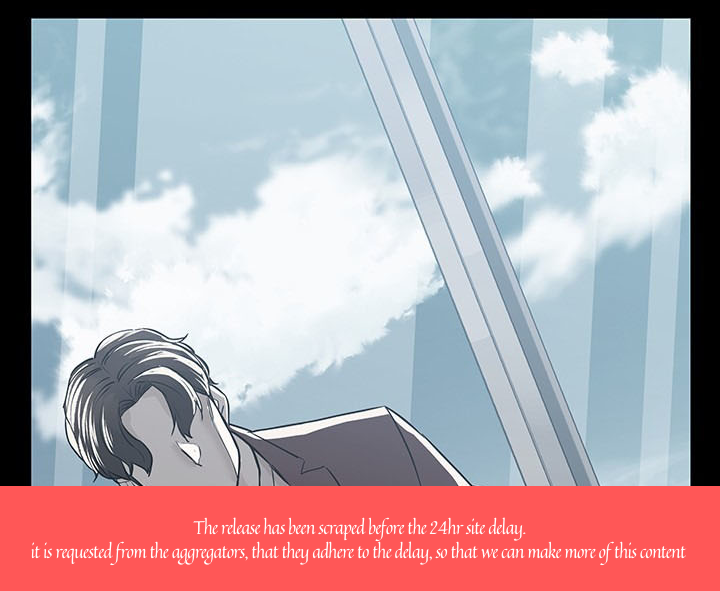 The release has been scraped before the 24hr site delay.
it is requested from the aggregators, that they adhere to the delay, so that we can make more of this content